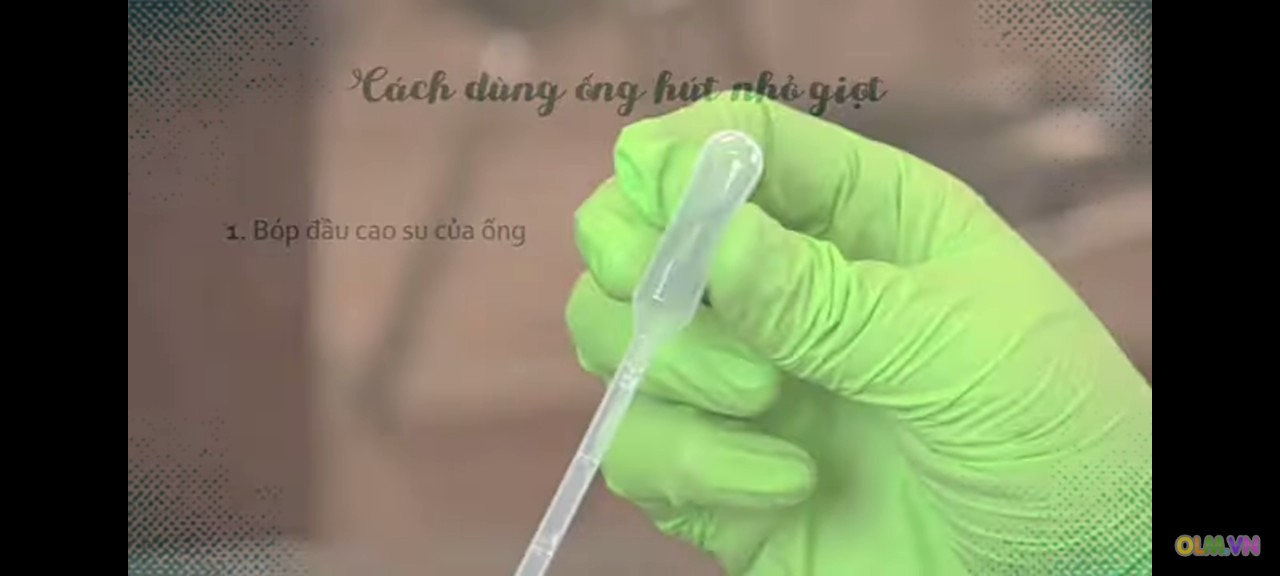 Cách dùng ống hút nhỏ giọt
1. Bóp đầu cao su của ống
OLM.VN